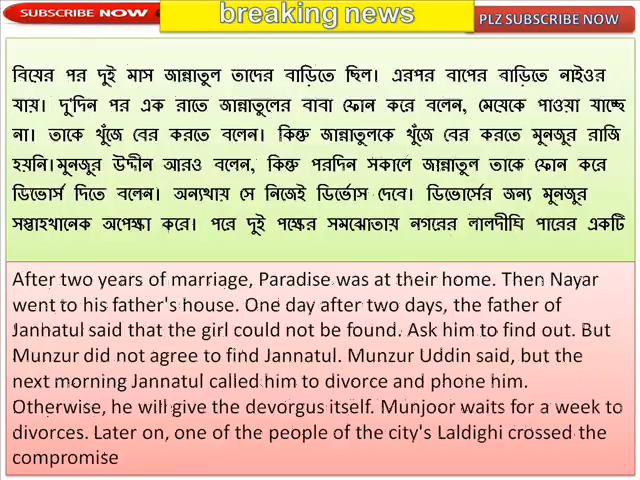 SUBSCRIBE NOW
breaking news
PLZ SUBSCRIBE NOW
বিয়ের পর দুই মাস জান্নাতুল তাদের বাড়িতে ছিল। এরপর বাপের বাড়িতে নাইওর
যায়। দু'দিন পর এক রাতে জান্নাতুলের বাবা ফোন করে বলেন, মেয়েকে পাওয়া যাচ্ছে
না। তাকে খুঁজে বের করতে বলেন। কিন্তু জান্নাতুলকে খুঁজে বের করতে মুনজুর রাজি
হয়নি।মুনজুর উদ্দীন আরও বলেন, কিন্তু পরদিন সকালে জান্নাতুল তাকে ফোন করে
ডিভোর্স দিতে বলেন। অন্যথায় সে নিজেই ডির্ভোস দেবে। ডিভোর্সের জন্য মুনজুর
সপ্তাহখানেক অপেক্ষা করে। পরে দুই পক্ষের সমঝোতায় নগরের লালদীঘি পারের একটি
After two years of marriage, Paradise was at their home. Then Nayar
went to his father's house. One day after two days, the father of
Jannatul said that the girl could not be found. Ask him to find out. But
Munzur did not agree to find Jannatul. Munzur Uddin said, but the
next morning Jannatul called him to divorce and phone him.
Otherwise, he will give the devorgus itself. Munjoor waits for a week to
divorces. Later on, one of the people of the city's Laldighi crossed the
compromise